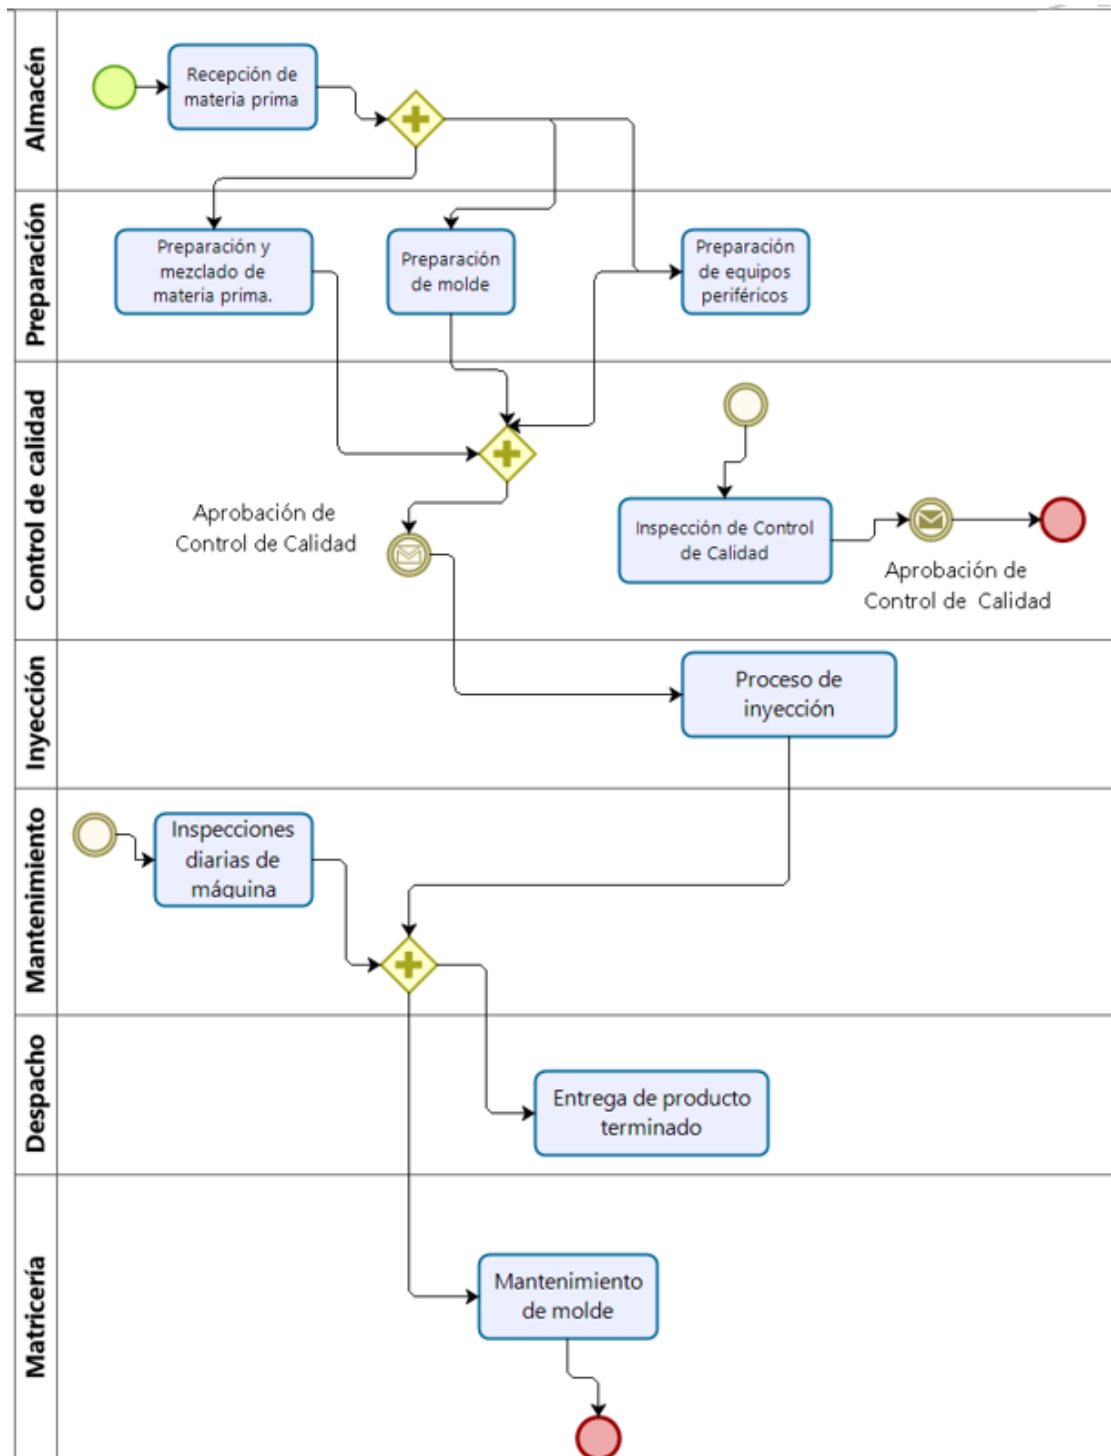 Almacén
Recepción de
materia prima
Preparación
Preparación y
mezclado de
materia prima.
Preparación
de molde
Preparación
de equipos
periféricos
Control de calidad
Aprobación de
Control de Calidad
Inspección de Control
de Calidad
Aprobación de
Control de Calidad
Inyección
Proceso de
inyección
Mantenimiento
Inspecciones
diarias de
máquina
Despacho
Entrega de producto
terminado
Matricería
Mantenimiento
de molde